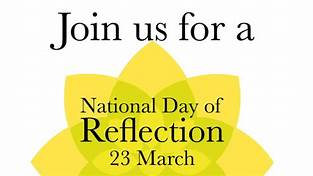 Join us for a
National Day of
Reflection
23 March